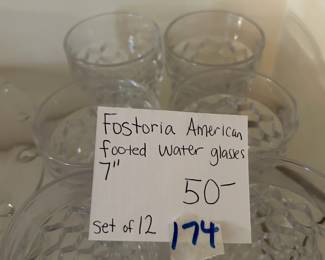 Fostoria American
footed water glasses
7"
50-
set of 12
174